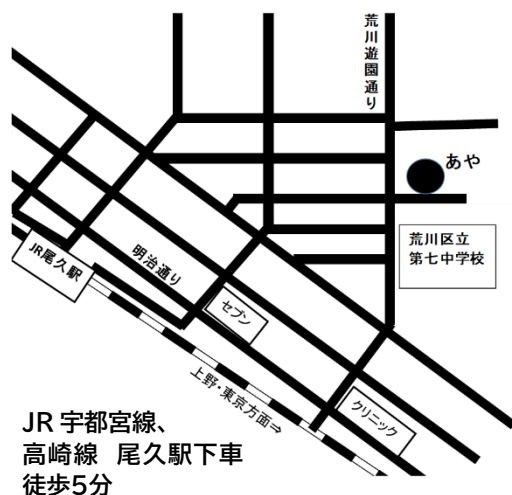 荒川遊園通り
あや
荒川区立
第七中学校
JR尾久駅
明治通り
セブン
上野・東京方面⇒
クリニック
JR 宇都宮線、
高崎線 尾久駅下車
徒歩5分